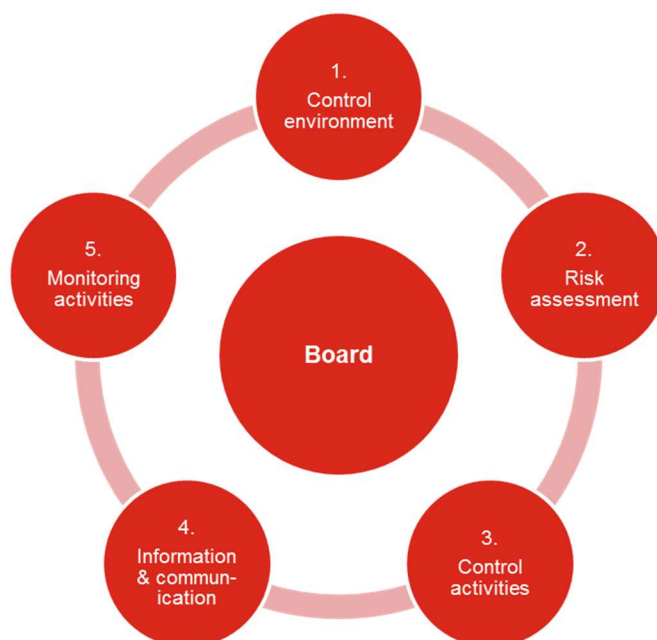 1.
Control
environment
2.
Risk
assessment
3.
Control
activities
4.
Information
& commun-
ication
5.
Monitoring
activities
Board